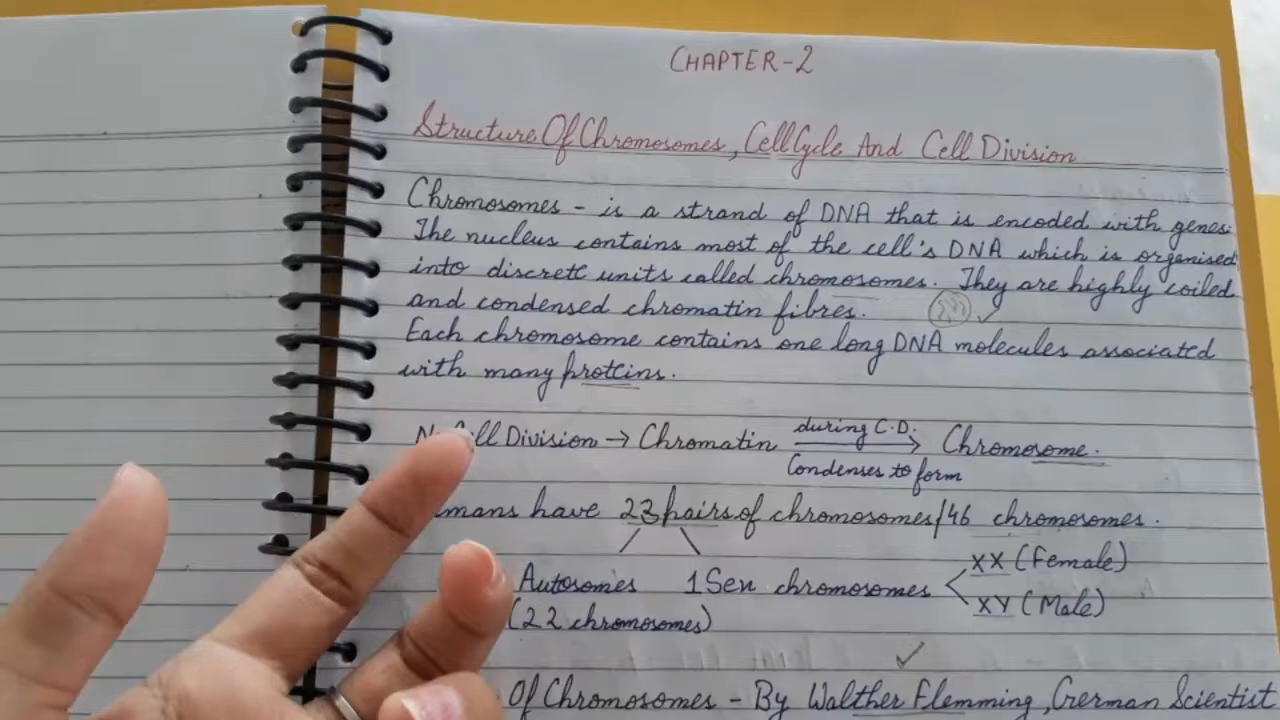 CHAPTER-2
Structure Of Chromosomes, Cell Cycle And Cell Division
Chromosomes - is a strand of DNA that is encoded with genes.
The nucleus contains most of the cell's DNA which is organised
into discrete units called chromosomes. They are highly coiled
and condensed chromatin fibres.
Each chromosome contains one long DNA molecules associated
with many proteins.
Cell Division → Chromatin during C.D. Condenses to form → Chromosome.
have 23 pairs of chromosomes/46 chromosomes.
Autosomes 1 Sex chromosomes XX (Female)
(22 chromosomes) XY (Male)
Of Chromosomes - By Walther Flemming, German Scientist